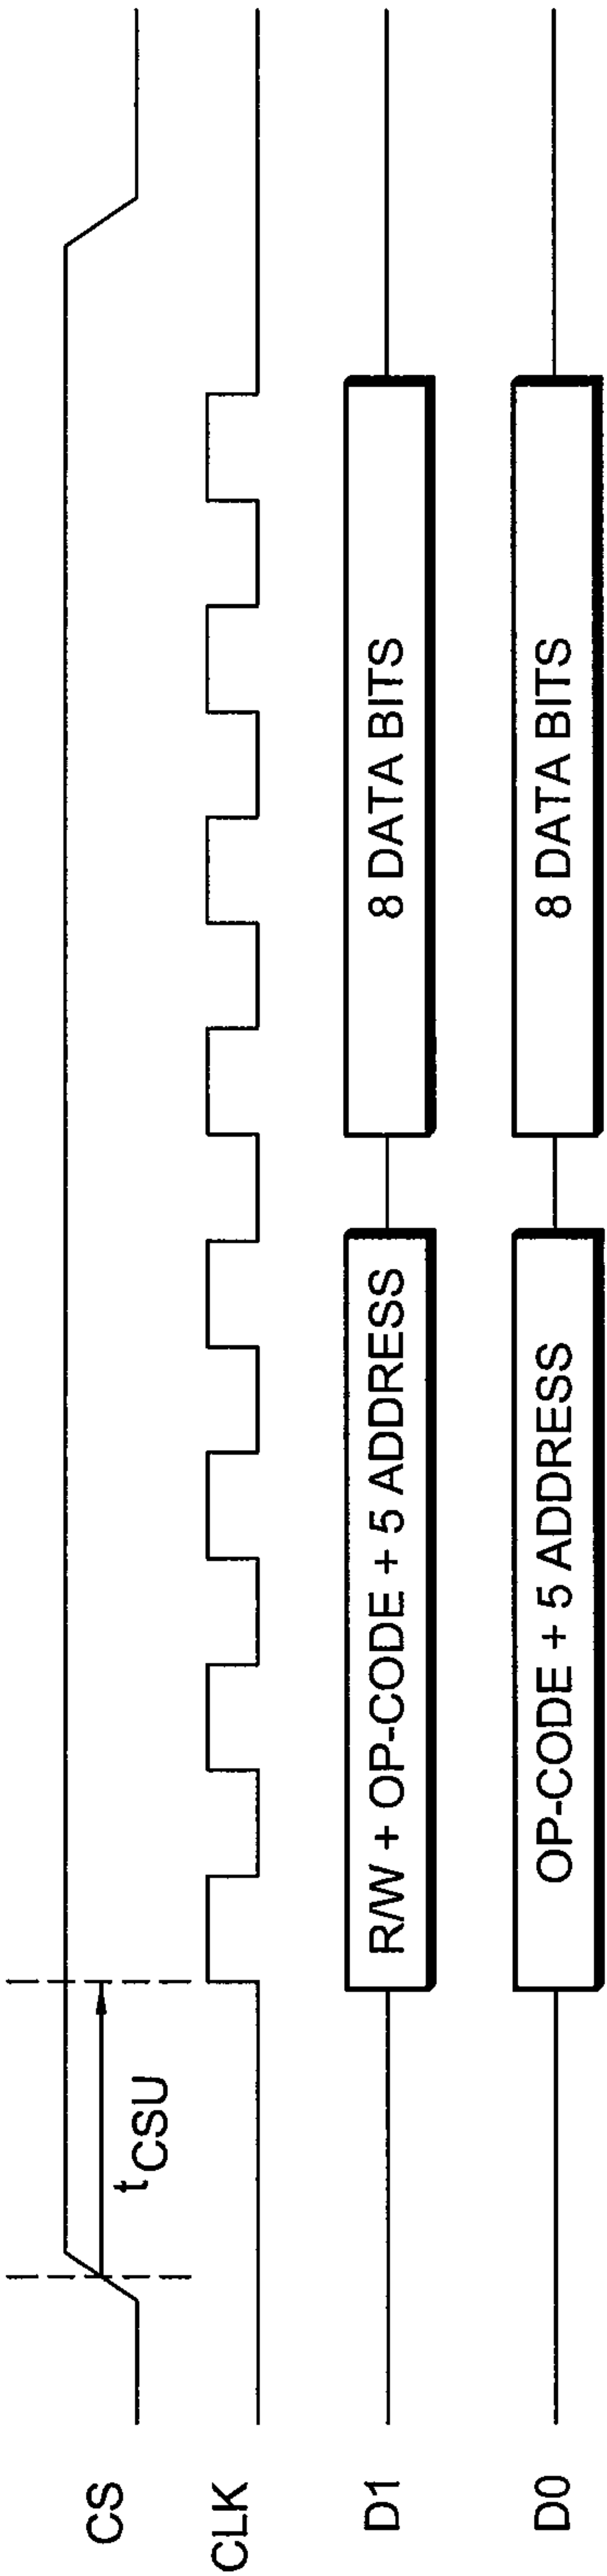 CS
tCSU
CLK
D1
R/W + OP-CODE + 5 ADDRESS
8 DATA BITS
D0
OP-CODE + 5 ADDRESS
8 DATA BITS